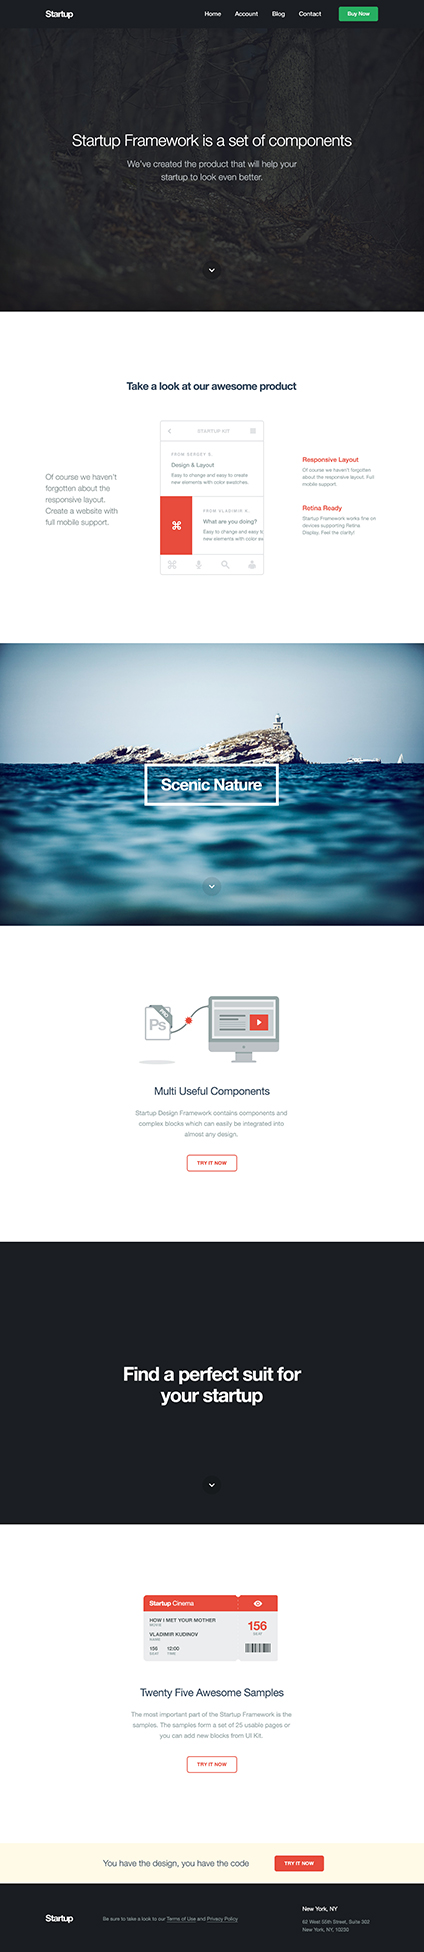 Startup
Home Account Blog Contact Buy Now
Startup Framework is a set of components
We've created the product that will help your
startup to look even better.
Take a look at our awesome product
Of course we haven't
forgotten about the
responsive layout.
Create a website with
full mobile support.
STARTUP KIT
FROM SERGEY S.
Design & Layout
Easy to change and easy to create
new elements with color swatches.
FROM VLADIMIR K.
What are you doing?
Easy to change and easy t
new elements with color sw
Responsive Layout
Of course we haven't forgotten
about the responsive layout. Full
mobile support.
Retina Ready
Startup Framework works fine on
devices supporting Retina
Display. Feel the clarity!
Scenic Nature
Ps
PRO
Multi Useful Components
Startup Design Framework contains components and
complex blocks which can easily be integrated into
almost any design.
TRY IT NOW
Find a perfect suit for
your startup
Startup Cinema
HOW I MET YOUR MOTHER
MOVIE
VLADIMIR KUDINOV
NAME
156 12:00
SEAT TIME
156
SEAT
Twenty Five Awesome Samples
The most important part of the Startup Framework is the
samples. The samples form a set of 25 usable pages or
you can add new blocks from UI Kit.
TRY IT NOW
You have the design, you have the code
TRY IT NOW
Startup
Be sure to take a look to our Terms of Use and Privacy Policy
New York, NY
62 West 55th Street, Suite 302
New York, NY, 10230